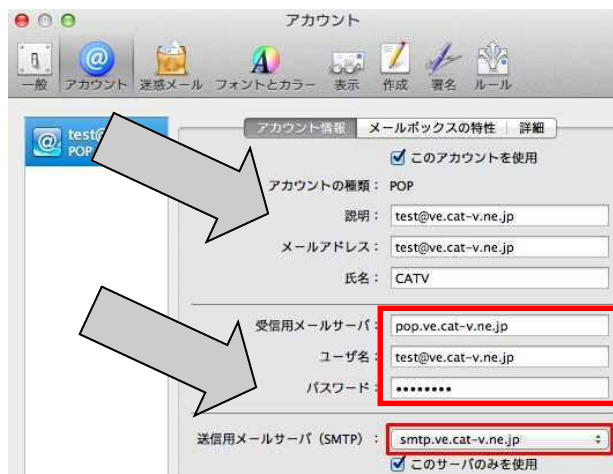 アカウント
一般 アカウント 迷惑メール フォントとカラー 表示 作成 署名 ルール
アカウント情報 メールボックスの特性 詳細
test@
POP
このアカウントを使用
アカウントの種類： POP
説明： test@ve.cat-v.ne.jp
メールアドレス： test@ve.cat-v.ne.jp
氏名： CATV
受信用メールサーバ： pop.ve.cat-v.ne.jp
ユーザ名： test@ve.cat-v.ne.jp
パスワード： ••••••••
送信用メールサーバ（SMTP）： smtp.ve.cat-v.ne.jp
このサーバのみを使用